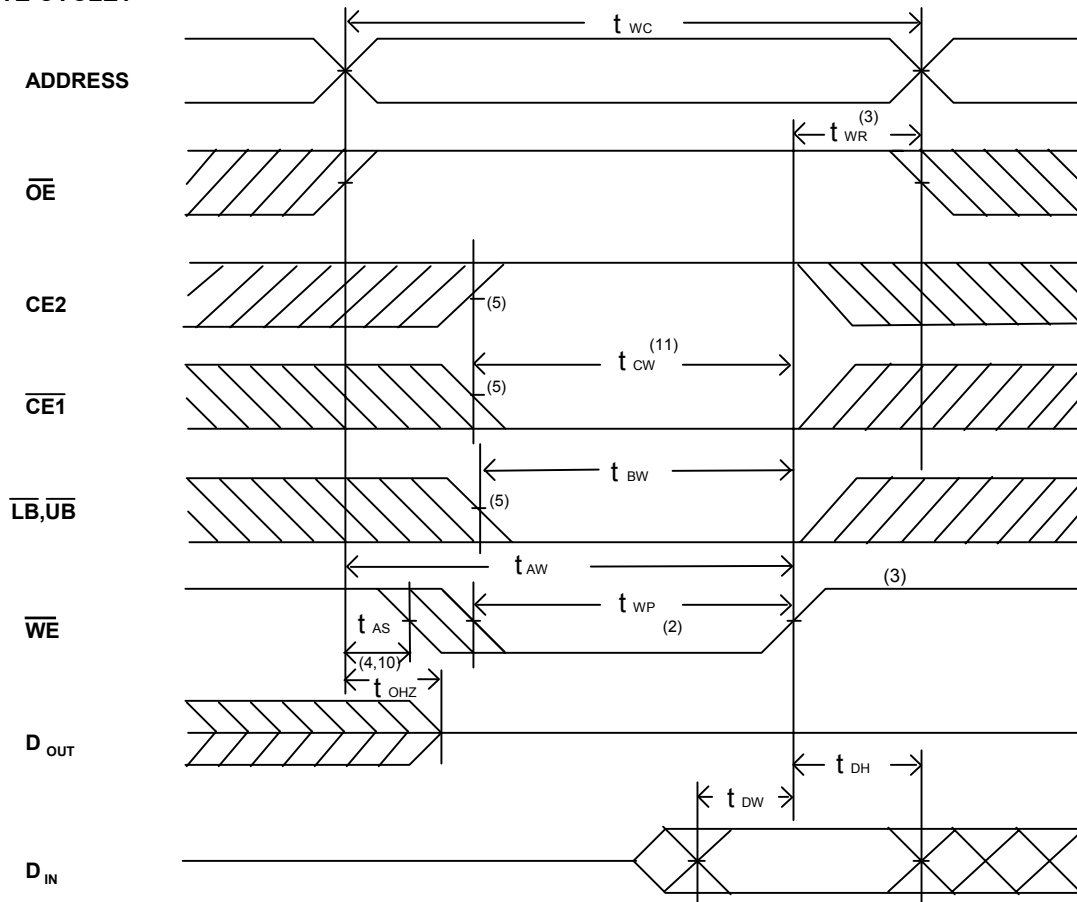 t WC
ADDRESS
t WR (3)
OE
CE2
(5)
t CW (11)
CE1
(5)
t BW
LB,UB
(5)
t AW
(3)
t WP
WE
(2)
t AS
(4,10)
t OHZ
D OUT
t DH
t DW
D IN